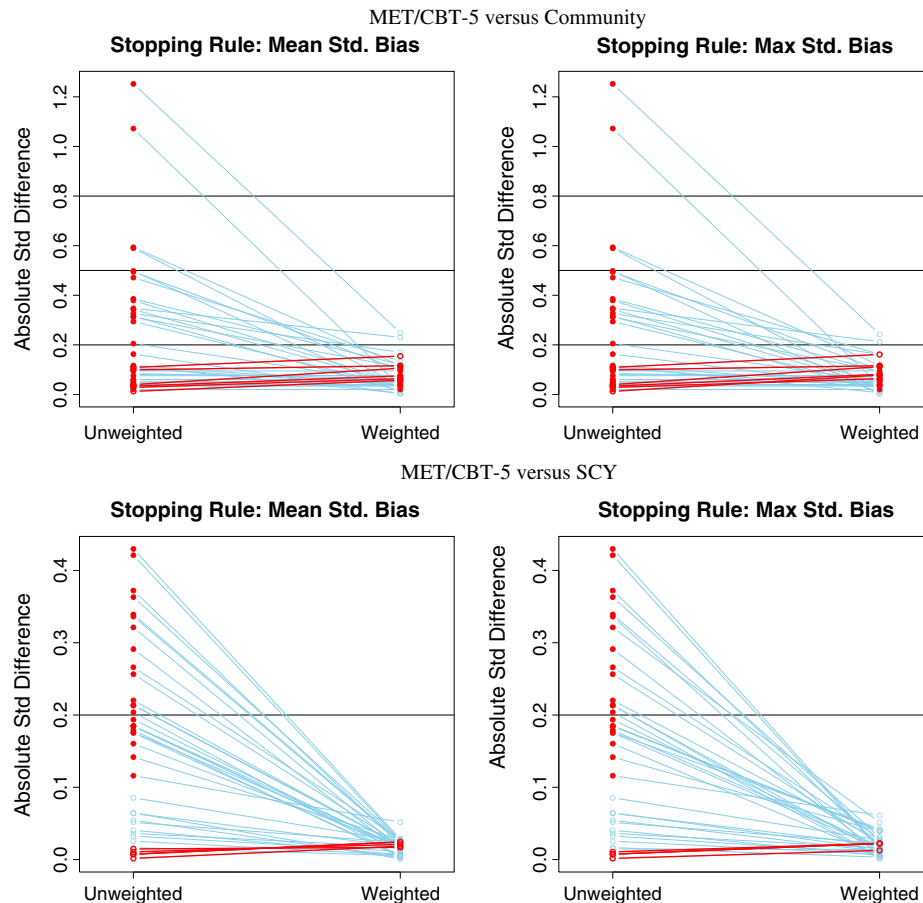 MET/CBT-5 versus Community
Stopping Rule: Mean Std. Bias
Stopping Rule: Max Std. Bias
Absolute Std Difference
0.0 0.2 0.4 0.6 0.8 1.0 1.2
Unweighted Weighted
Absolute Std Difference
0.0 0.2 0.4 0.6 0.8 1.0 1.2
Unweighted Weighted
MET/CBT-5 versus SCY
Stopping Rule: Mean Std. Bias
Stopping Rule: Max Std. Bias
Absolute Std Difference
0.0 0.1 0.2 0.3 0.4
Unweighted Weighted
Absolute Std Difference
0.0 0.1 0.2 0.3 0.4
Unweighted Weighted